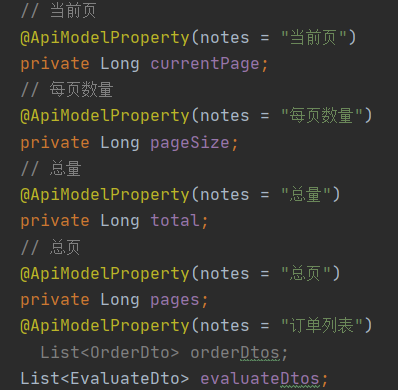 // 当前页
@ApiModelProperty(notes = "当前页")
private Long currentPage;
// 每页数量
@ApiModelProperty(notes = "每页数量")
private Long pageSize;
// 总量
@ApiModelProperty(notes = "总量")
private Long total;
// 总页
@ApiModelProperty(notes = "总页")
private Long pages;
@ApiModelProperty(notes = "订单列表")
List<OrderDto> orderDtos;
List<EvaluateDto> evaluateDtos;